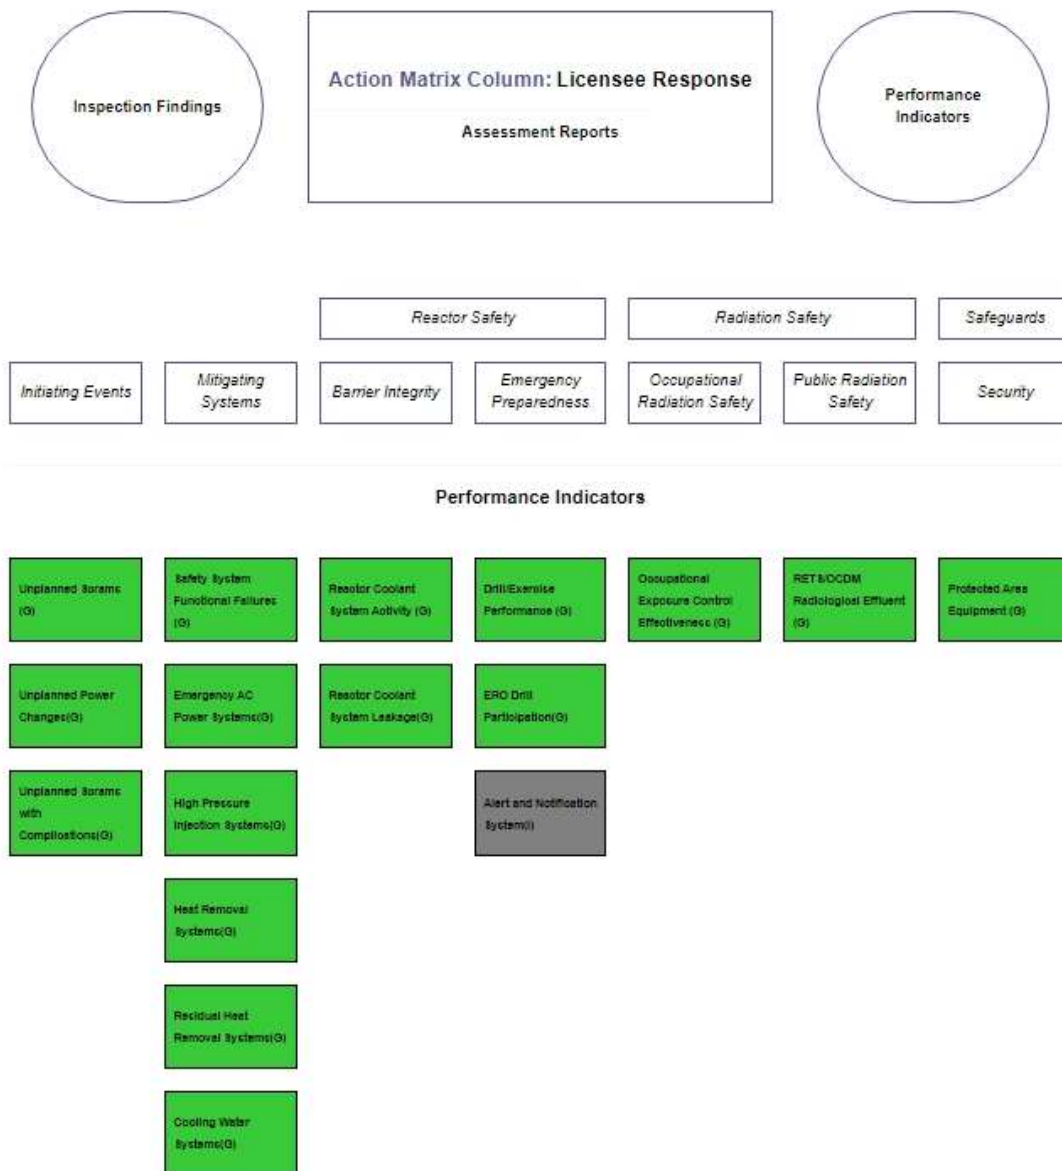 Inspection Findings
Action Matrix Column: Licensee Response
Assessment Reports
Performance
Indicators
Reactor Safety
Radiation Safety
Safeguards
Initiating Events
Mitigating
Systems
Barrier Integrity
Emergency
Preparedness
Occupational
Radiation Safety
Public Radiation
Safety
Security
Performance Indicators
Unplanned Scrams
(G)
Safety System
Functional Failures
(G)
Reactor Coolant
System Activity (G)
Drill/Exercise
Performance (G)
Occupational
Exposure Control
Effectiveness (G)
RETS/OCDM
Radiological Effluent
(G)
Protected Area
Equipment (G)
Unplanned Power
Changes(G)
Emergency AC
Power Systems(G)
Reactor Coolant
System Leakage(G)
ERO Drill
Participation(G)
Unplanned Scrams
with
Complications(G)
High Pressure
Injection Systems(G)
Alert and Notification
System(I)
Heat Removal
Systems(G)
Residual Heat
Removal Systems(G)
Cooling Water
Systems(G)